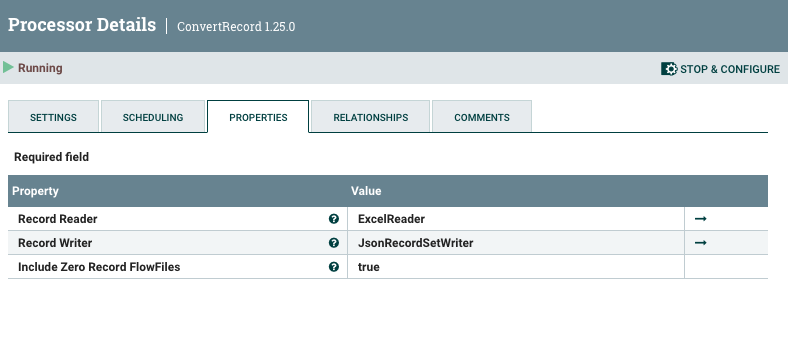 Processor Details | ConvertRecord 1.25.0
Running
STOP & CONFIGURE
SETTINGS
SCHEDULING
PROPERTIES
RELATIONSHIPS
COMMENTS
Required field
Property Value
Record Reader ? ExcelReader
Record Writer ? JsonRecordSetWriter
Include Zero Record FlowFiles ? true